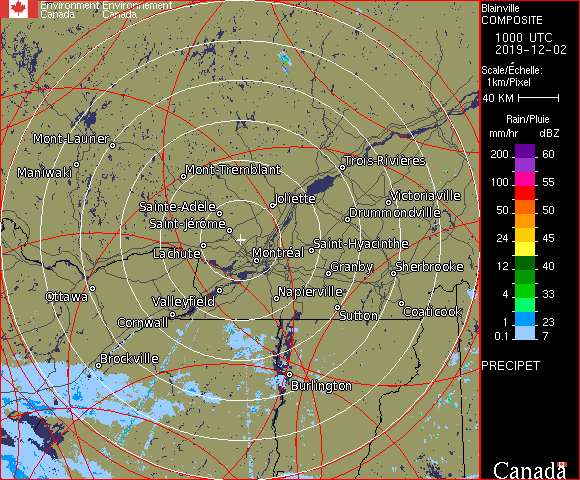 Environment Environnement
Canada Canada
Blainville
COMPOSITE
1000 UTC
2019-12-02
Scale/Échelle:
1km/Pixel
40 KM
Rain/Pluie
mm/hr dBZ
200 60
100 55
50 50
24 45
12 40
4 33
1 23
0.1 7
PRECIPET
Canada
Mont-Laurier
Maniwaki
Mont-Tremblant
Trois-Rivières
Joliette
Victoriaville
Sainte-Adèle
Drummondville
Saint-Jérôme
Saint-Hyacinthe
Lachute
Montréal
Granby
Sherbrooke
Ottawa
Valleyfield
Napierville
Coaticook
Cornwall
Sutton
Brockville
Burlington